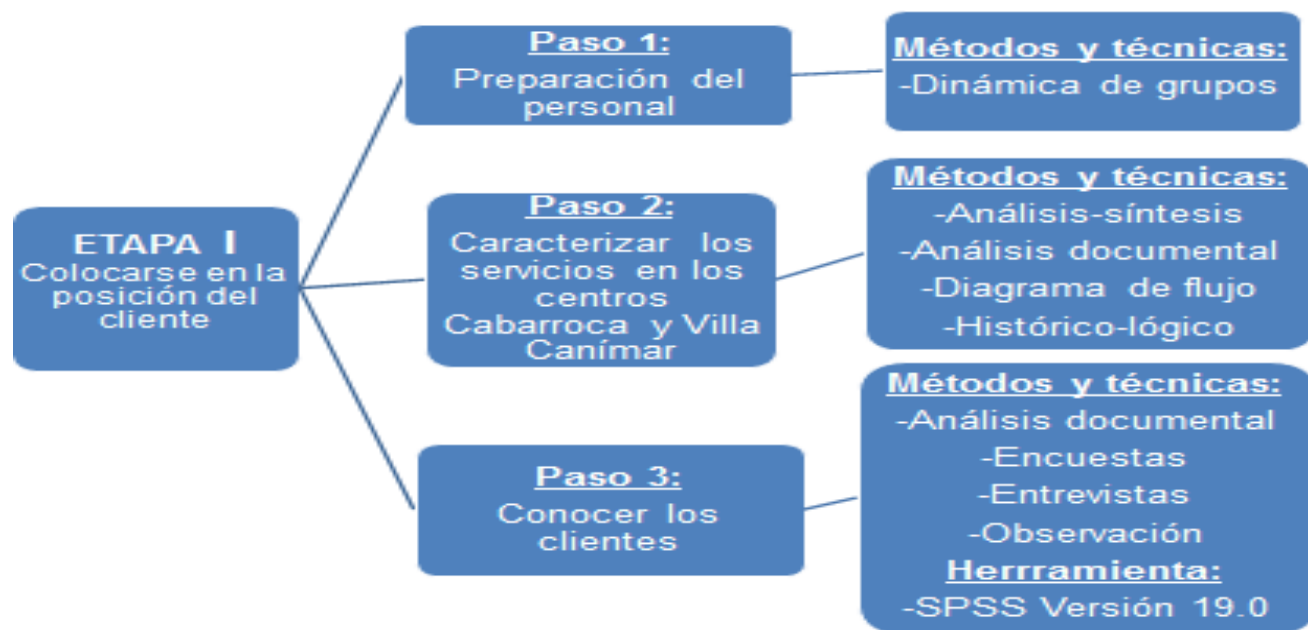 ETAPA I
Colocarse en la
posición del
cliente
Paso 1:
Preparación del
personal
Métodos y técnicas:
-Dinámica de grupos
Paso 2:
Caracterizar los
servicios en los
centros
Cabarroca y Villa
Canímar
Métodos y técnicas:
-Análisis-síntesis
-Análisis documental
-Diagrama de flujo
-Histórico-lógico
Paso 3:
Conocer los
clientes
Métodos y técnicas:
-Análisis documental
-Encuestas
-Entrevistas
-Observación
Herrramienta:
-SPSS Versión 19.0